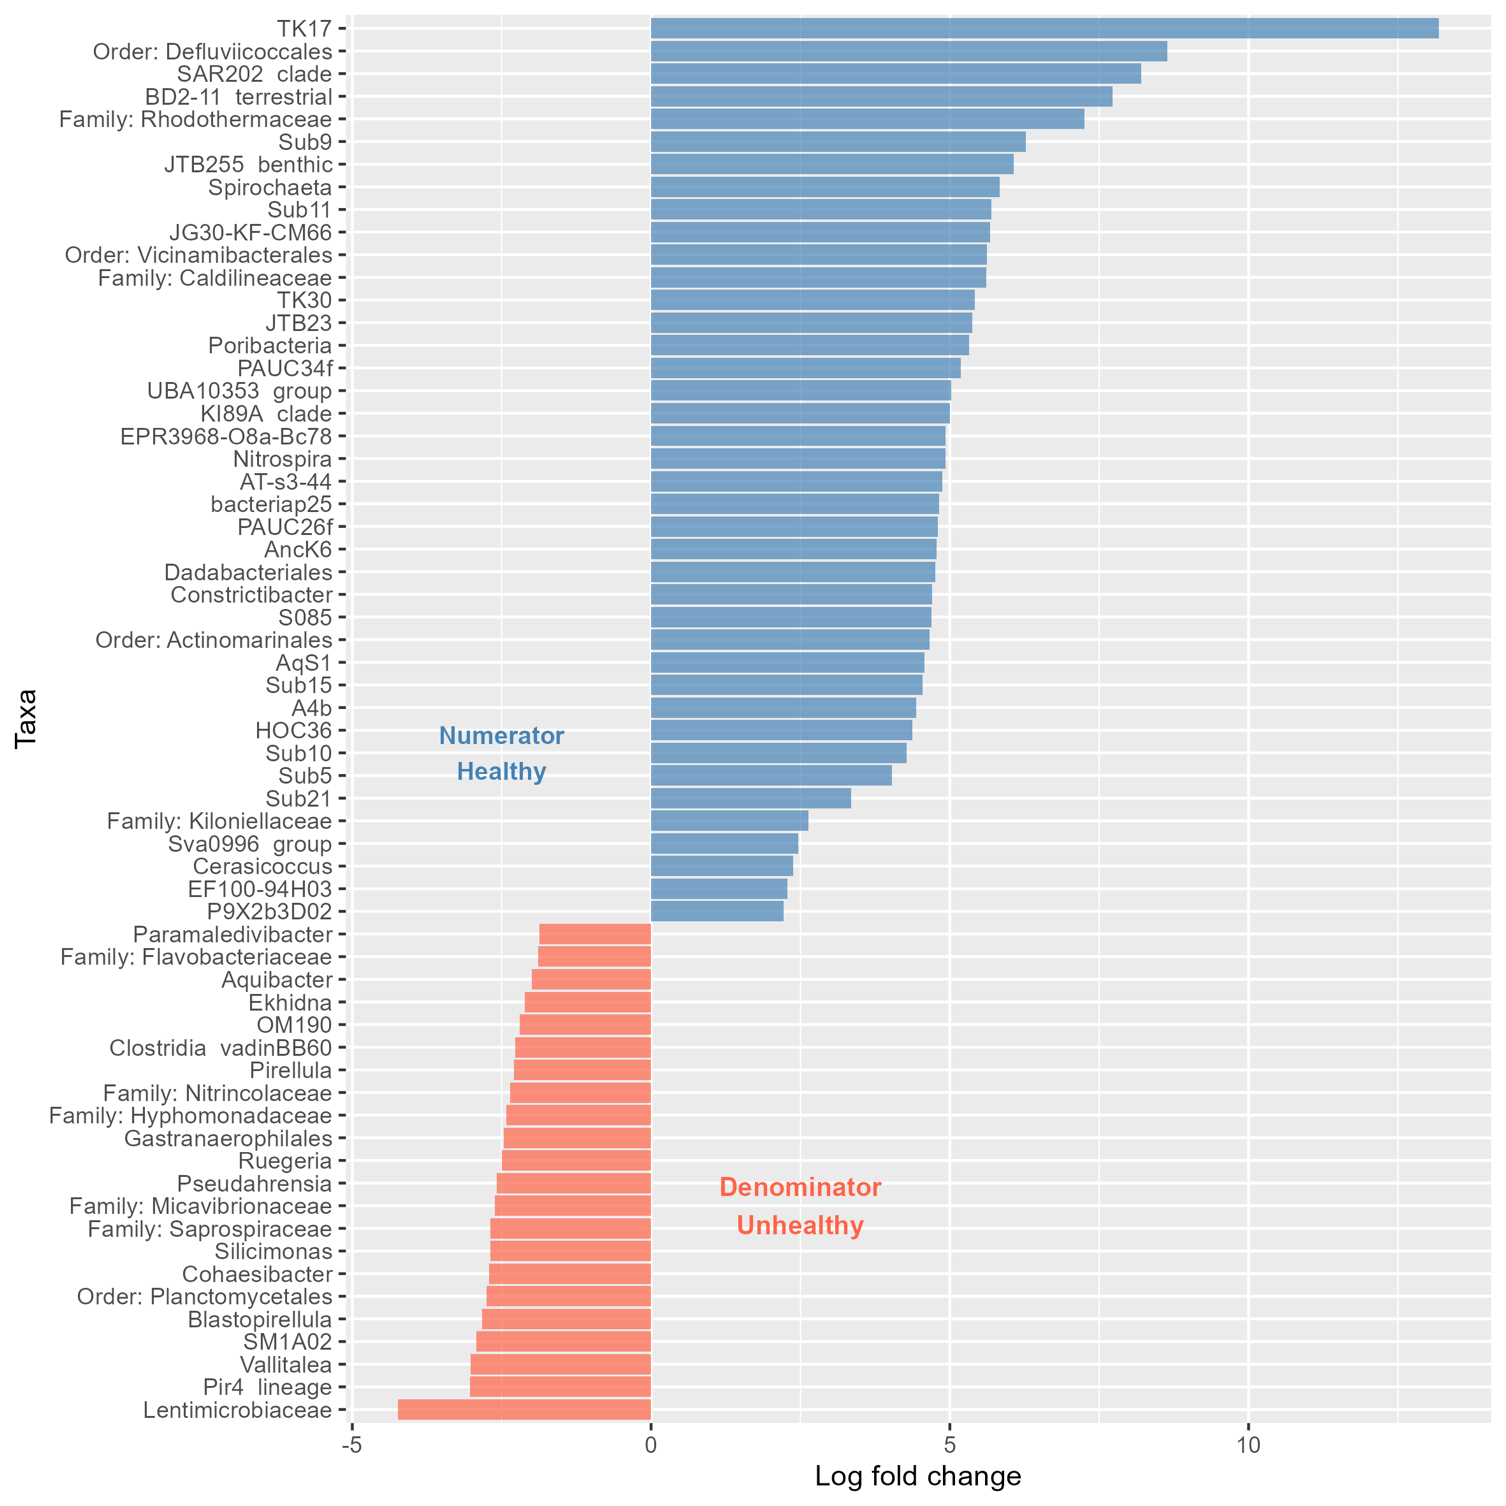 TK17
Order: Defluviicoccales
SAR202  clade
BD2-11  terrestrial
Family: Rhodothermaceae
Sub9
JTB255  benthic
Spirochaeta
Sub11
JG30-KF-CM66
Order: Vicinamibacterales
Family: Caldilineaceae
TK30
JTB23
Poribacteria
PAUC34f
UBA10353  group
KI89A  clade
EPR3968-O8a-Bc78
Nitrospira
AT-s3-44
bacteriap25
PAUC26f
AncK6
Dadabacteriales
Constrictibacter
S085
Order: Actinomarinales
AqS1
Sub15
A4b
HOC36
Sub10
Sub5
Sub21
Family: Kiloniellaceae
Sva0996  group
Cerasicoccus
EF100-94H03
P9X2b3D02
Paramaledivibacter
Family: Flavobacteriaceae
Aquibacter
Ekhidna
OM190
Clostridia  vadinBB60
Pirellula
Family: Nitrincolaceae
Family: Hyphomonadaceae
Gastranaerophilales
Ruegeria
Pseudahrensia
Family: Micavibrionaceae
Family: Saprospiraceae
Silicimonas
Cohaesibacter
Order: Planctomycetales
Blastopirellula
SM1A02
Vallitalea
Pir4  lineage
Lentimicrobiaceae
Taxa
Numerator
Healthy
Denominator
Unhealthy
-5 0 5 10
Log fold change